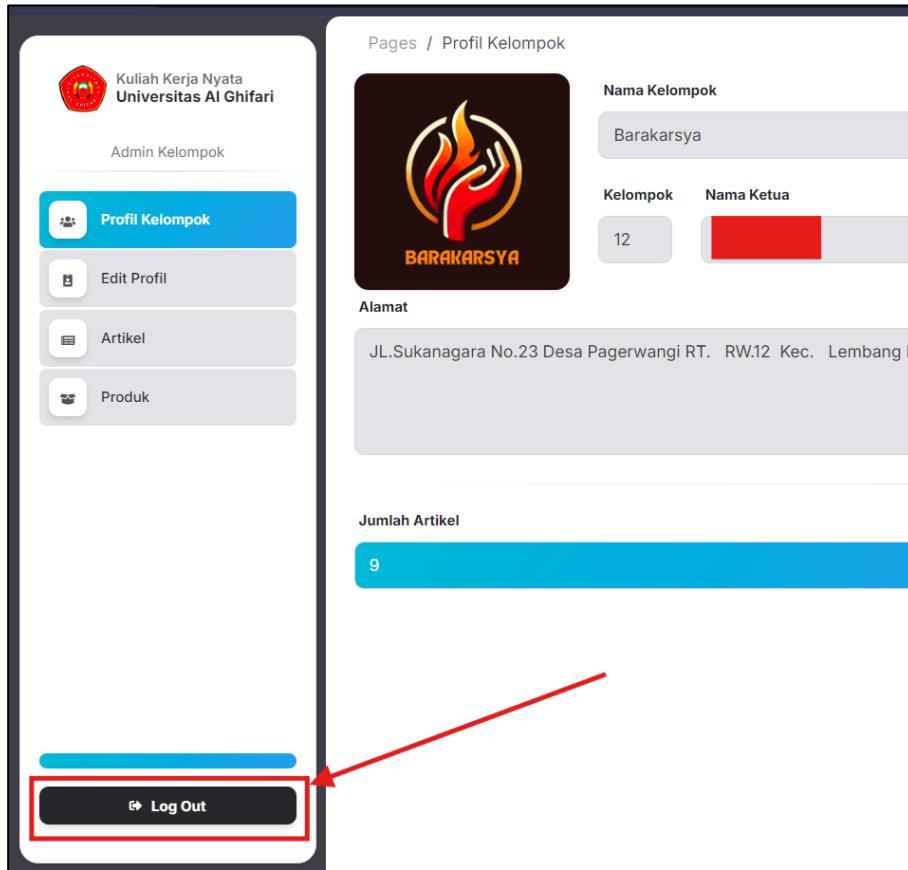 Kuliah Kerja Nyata
Universitas Al Ghifari
Admin Kelompok
Profil Kelompok
Edit Profil
Artikel
Produk
Log Out
Pages / Profil Kelompok
BARAKARSYA
Nama Kelompok
Barakarsya
Kelompok Nama Ketua
12
Alamat
JL.Sukanagara No.23 Desa Pagerwangi RT. RW.12 Kec. Lembang
Jumlah Artikel
9